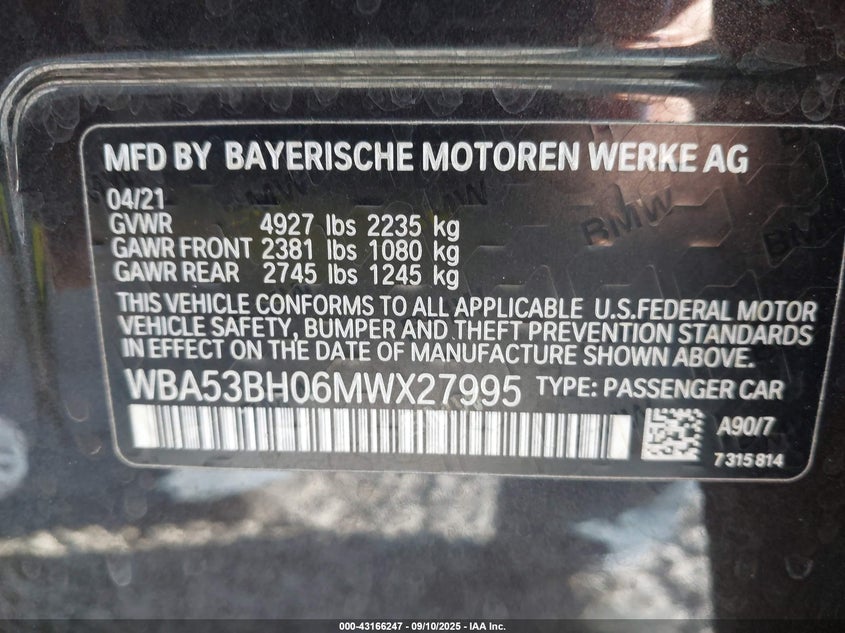 MFD BY BAYERISCHE MOTOREN WERKE AG
04/21
GVWR 4927 lbs 2235 kg
GAWR FRONT 2381 lbs 1080 kg
GAWR REAR 2745 lbs 1245 kg
THIS VEHICLE CONFORMS TO ALL APPLICABLE U.S.FEDERAL MOTOR
VEHICLE SAFETY, BUMPER AND THEFT PREVENTION STANDARDS
IN EFFECT ON THE DATE OF MANUFACTURE SHOWN ABOVE.
WBA53BH06MWX27995 TYPE: PASSENGER CAR
A90/7
7315814
BMW
BMW
000-43166247 - 09/10/2025 - IAA Inc.